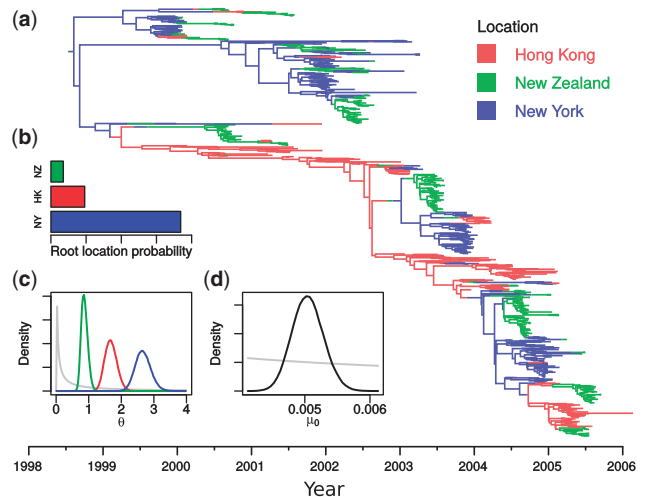 (a)
Location
Hong Kong
New Zealand
New York
(b)
NZ
HK
NY
Root location probability
(c)
Density
0 1 2 3 4
θ
(d)
Density
0.005 0.006
μ0
1998 1999 2000 2001 2002 2003 2004 2005 2006
Year